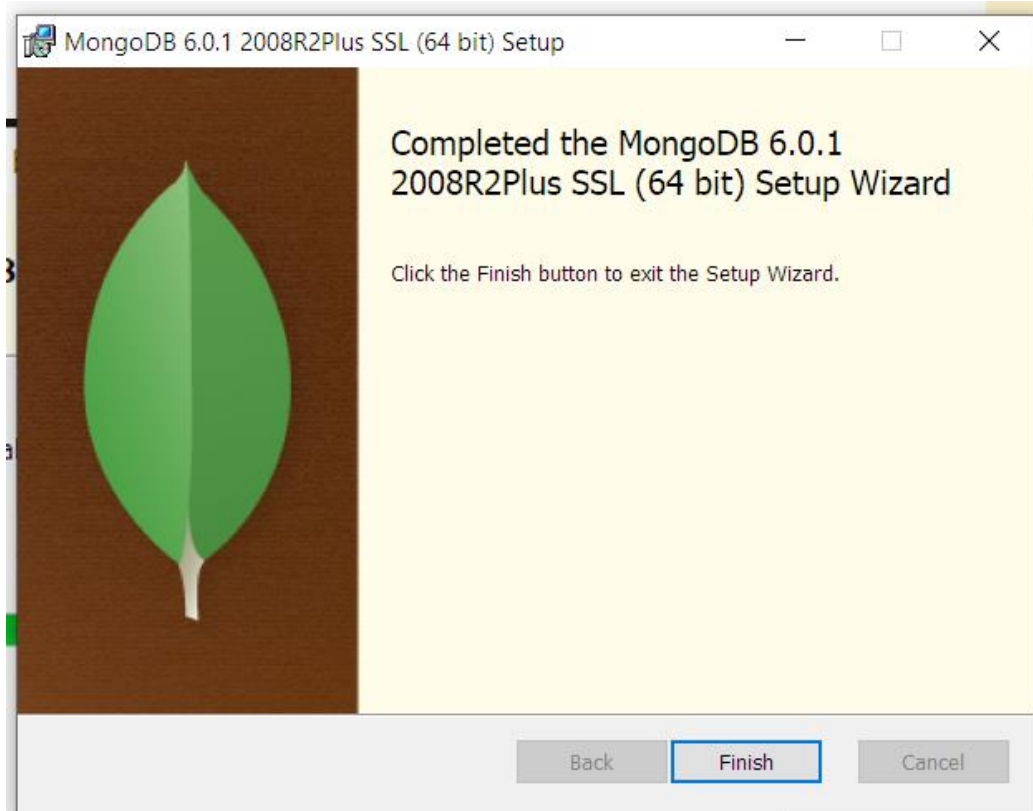 MongoDB 6.0.1 2008R2Plus SSL (64 bit) Setup
Completed the MongoDB 6.0.1
2008R2Plus SSL (64 bit) Setup Wizard
Click the Finish button to exit the Setup Wizard.
Back
Finish
Cancel